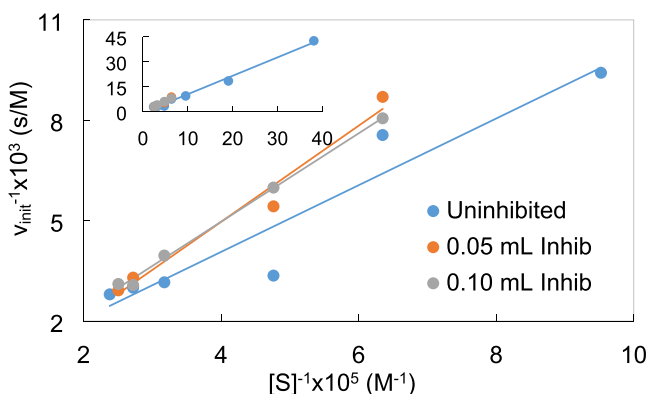 11
8
5
2
v_init⁻¹x10³ (s/M)
45
30
15
0
0 10 20 30 40
Uninhibited
0.05 mL Inhib
0.10 mL Inhib
2 4 6 8 10
[S]⁻¹x10⁵ (M⁻¹)